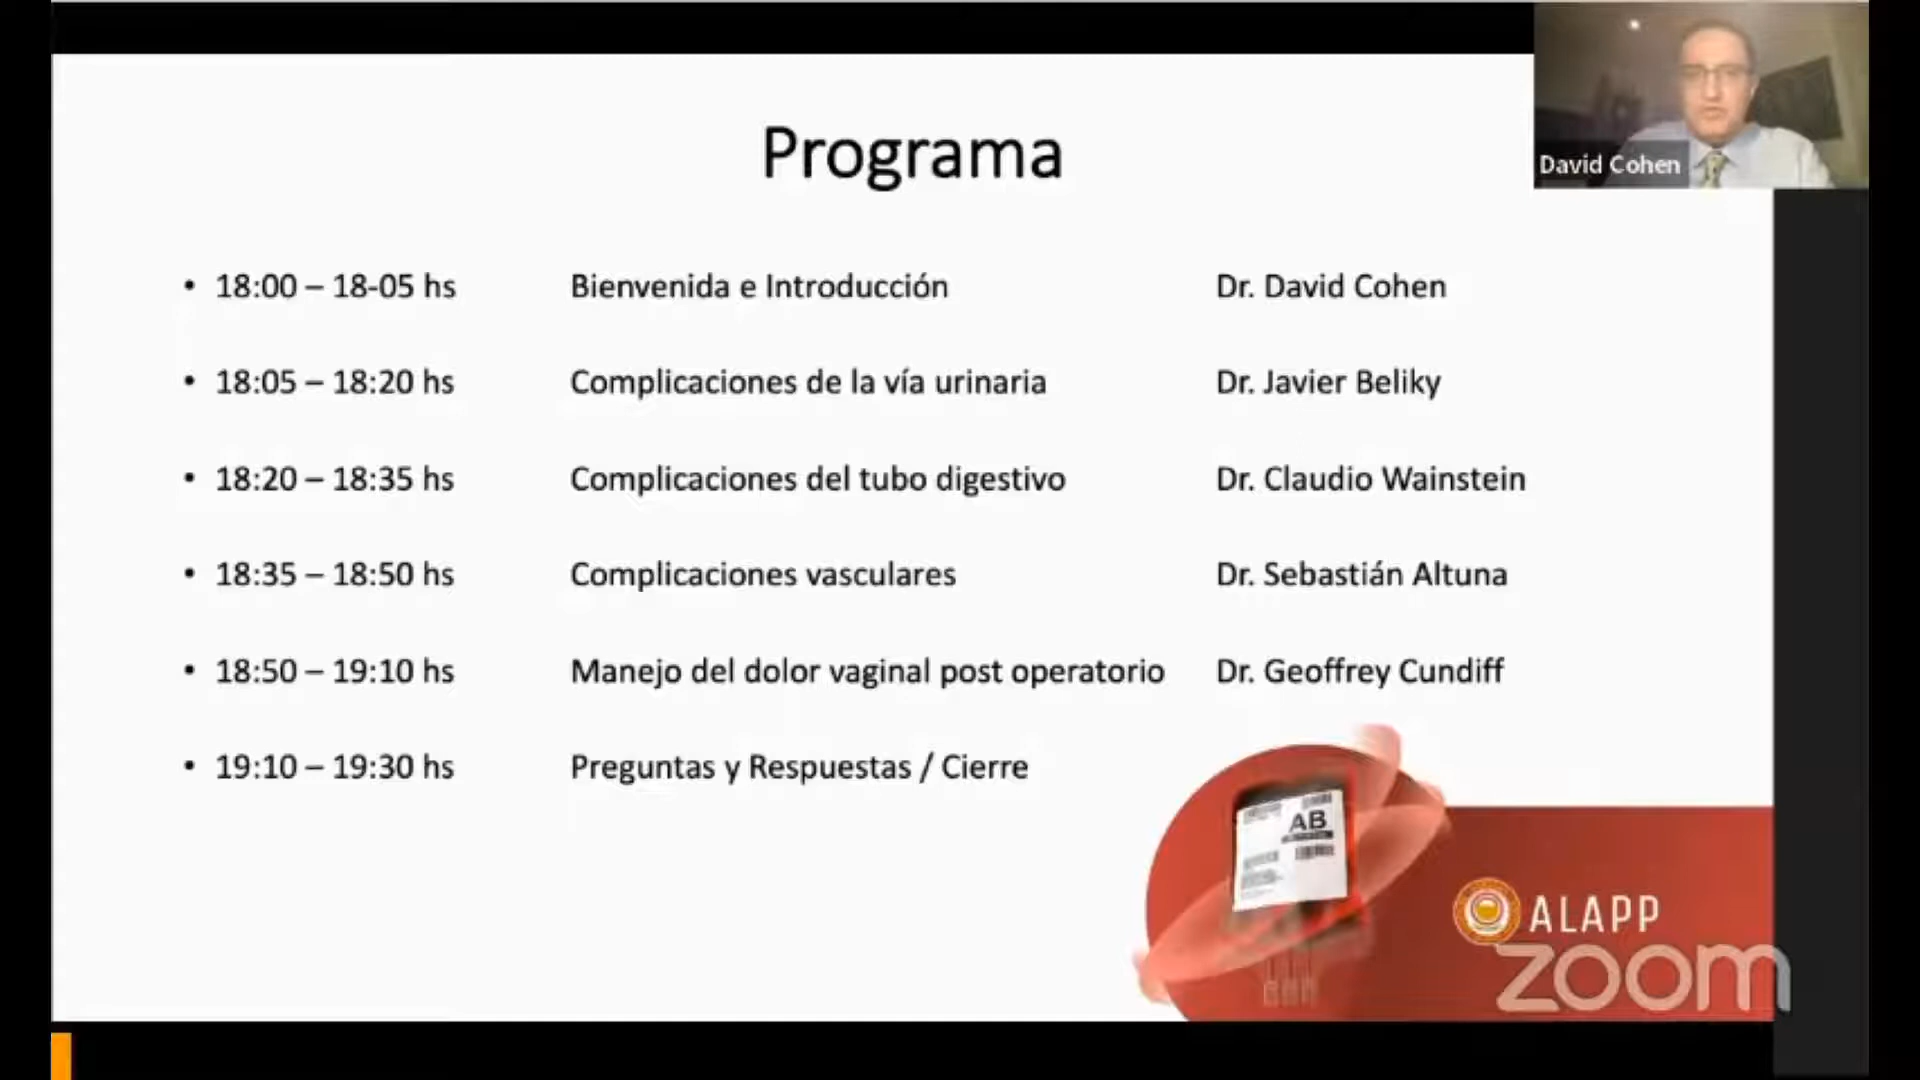 Programa
David Cohen
• 18:00 – 18-05 hs Bienvenida e Introducción Dr. David Cohen
• 18:05 – 18:20 hs Complicaciones de la vía urinaria Dr. Javier Beliky
• 18:20 – 18:35 hs Complicaciones del tubo digestivo Dr. Claudio Wainstein
• 18:35 – 18:50 hs Complicaciones vasculares Dr. Sebastián Altuna
• 18:50 – 19:10 hs Manejo del dolor vaginal post operatorio Dr. Geoffrey Cundiff
• 19:10 – 19:30 hs Preguntas y Respuestas / Cierre
AB
ALAPP
zoom